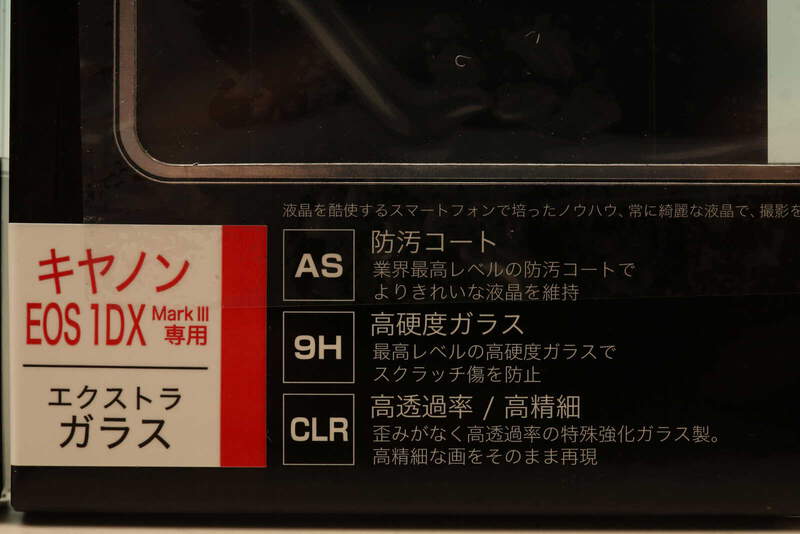 液晶を酷使するスマートフォンで培ったノウハウ、常に綺麗な液晶で、撮影を
キヤノン
EOS 1DX Mark III
専用
エクストラ
ガラス
AS
防汚コート
業界最高レベルの防汚コートで
よりきれいな液晶を維持
9H
高硬度ガラス
最高レベルの高硬度ガラスで
スクラッチ傷を防止
CLR
高透過率 / 高精細
歪みがなく高透過率の特殊強化ガラス製。
高精細な画をそのまま再現